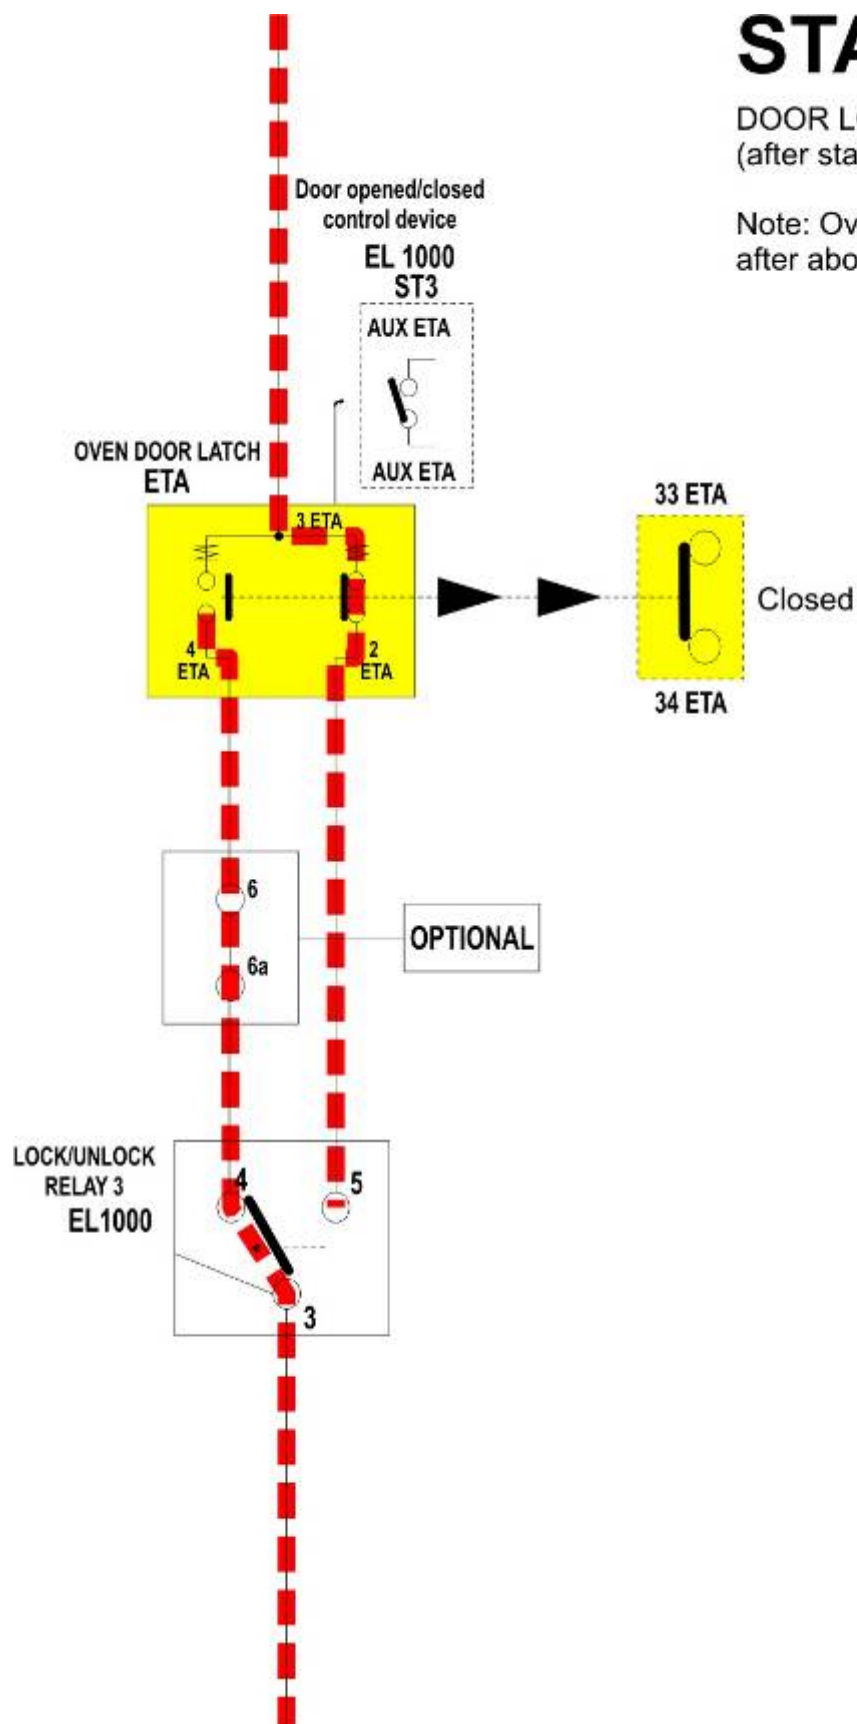 STA
DOOR LO
(after sta
Note: Ov
after abo
Door opened/closed
control device
EL 1000
ST3
AUX ETA
AUX ETA
OVEN DOOR LATCH
ETA
3 ETA
4
ETA
2
ETA
33 ETA
Closed
34 ETA
6
6a
OPTIONAL
LOCK/UNLOCK
RELAY 3
EL1000
4
5
3